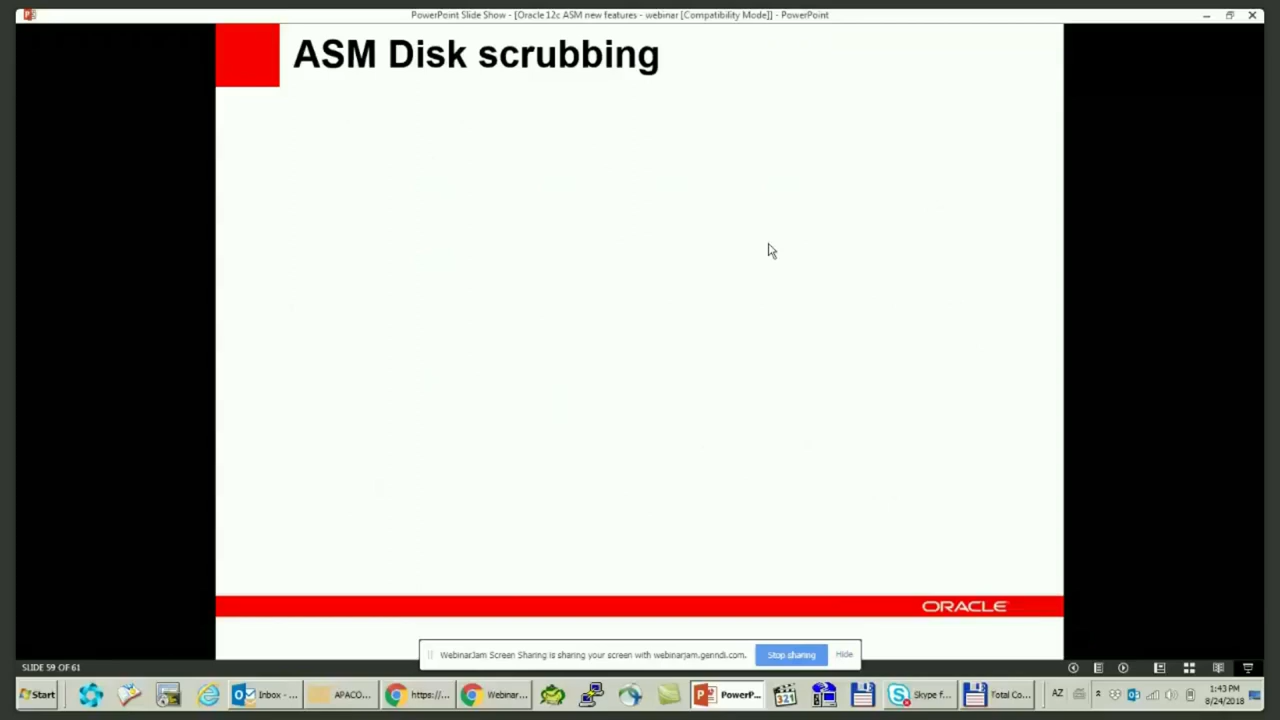 PowerPoint Slide Show - [Oracle 12c ASM new features - webinar [Compatibility Mode]] - PowerPoint
ASM Disk scrubbing
ORACLE
WebinarJam Screen Sharing is sharing your screen with webinarjam.genndi.com.
Stop sharing
Hide
SLIDE 59 OF 61
Start
Inbox - ...
APACO...
https://...
Webinar...
PowerP...
321
Skype f...
Total Co...
AZ
1:43 PM
8/24/2018